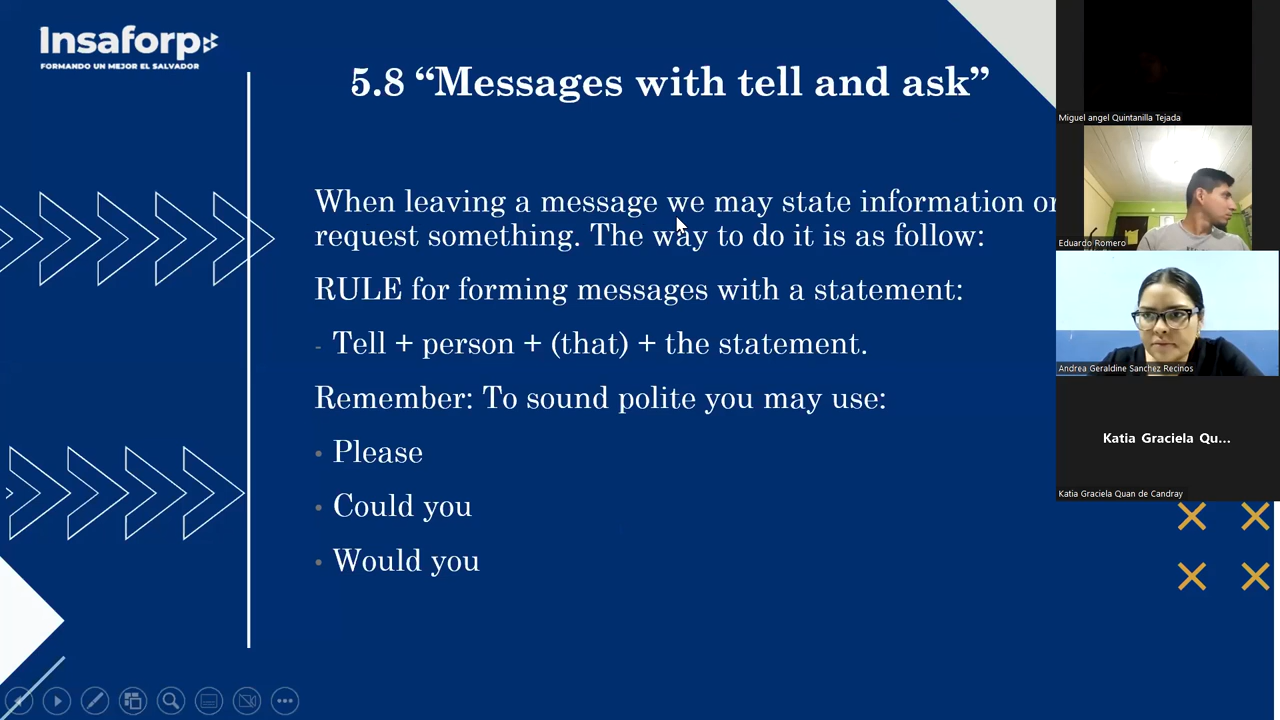 Insaforp
FORMANDO UN MEJOR EL SALVADOR
5.8 “Messages with tell and ask”
When leaving a message we may state information or
request something. The way to do it is as follow:
RULE for forming messages with a statement:
- Tell + person + (that) + the statement.
Remember: To sound polite you may use:
• Please
• Could you
• Would you
Miguel angel Quintanilla Tejada
Eduardo Romero
Andrea Geraldine Sanchez Recinos
Katia Graciela Qu...
Katia Graciela Quan de Candray